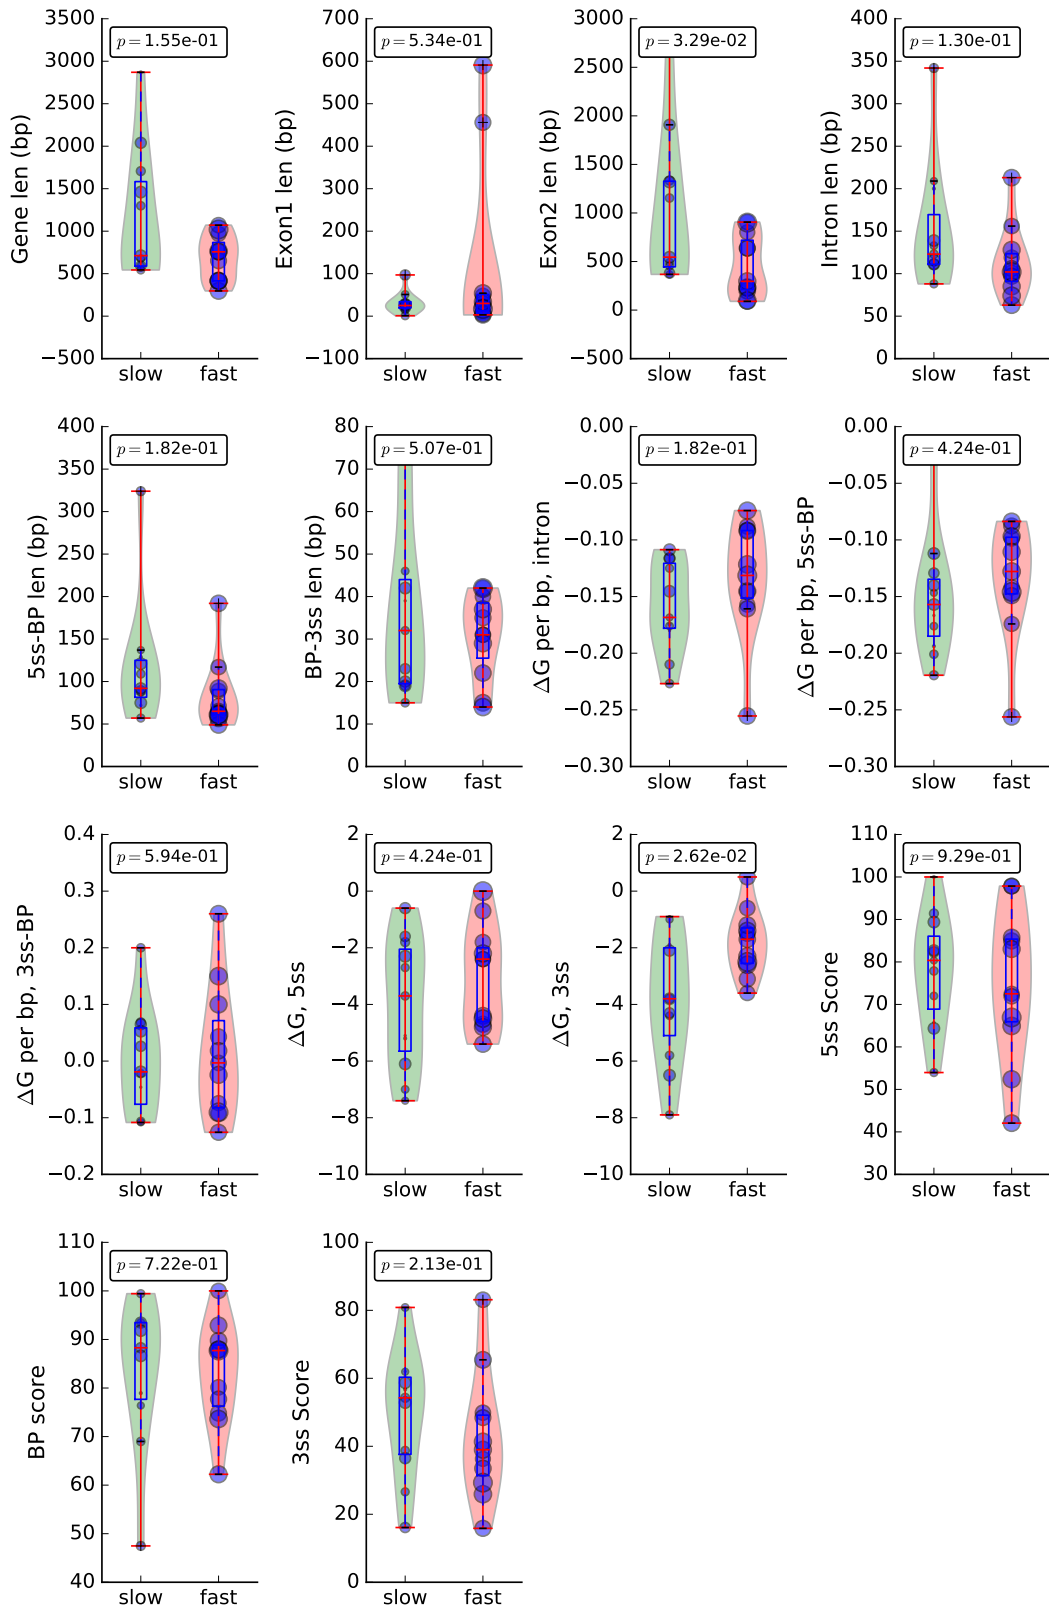 p = 1.55e-01
Gene len (bp)
3500
3000
2500
2000
1500
1000
500
0
−500
slow fast
p = 5.34e-01
Exon1 len (bp)
700
600
500
400
300
200
100
0
−100
slow fast
p = 3.29e-02
Exon2 len (bp)
3000
2500
2000
1500
1000
500
0
−500
slow fast
p = 1.30e-01
Intron len (bp)
400
350
300
250
200
150
100
50
0
slow fast
p = 1.82e-01
5ss-BP len (bp)
400
350
300
250
200
150
100
50
0
slow fast
p = 5.07e-01
BP-3ss len (bp)
80
70
60
50
40
30
20
10
0
slow fast
p = 1.82e-01
ΔG per bp, intron
0.00
−0.05
−0.10
−0.15
−0.20
−0.25
−0.30
slow fast
p = 4.24e-01
ΔG per bp, 5ss-BP
0.00
−0.05
−0.10
−0.15
−0.20
−0.25
−0.30
slow fast
p = 5.94e-01
ΔG per bp, 3ss-BP
0.4
0.3
0.2
0.1
0.0
−0.1
−0.2
slow fast
p = 4.24e-01
ΔG, 5ss
2
0
−2
−4
−6
−8
−10
slow fast
p = 2.62e-02
ΔG, 3ss
2
0
−2
−4
−6
−8
−10
slow fast
p = 9.29e-01
5ss Score
110
100
90
80
70
60
50
40
30
slow fast
p = 7.22e-01
BP score
110
100
90
80
70
60
50
40
slow fast
p = 2.13e-01
3ss Score
100
80
60
40
20
0
slow fast